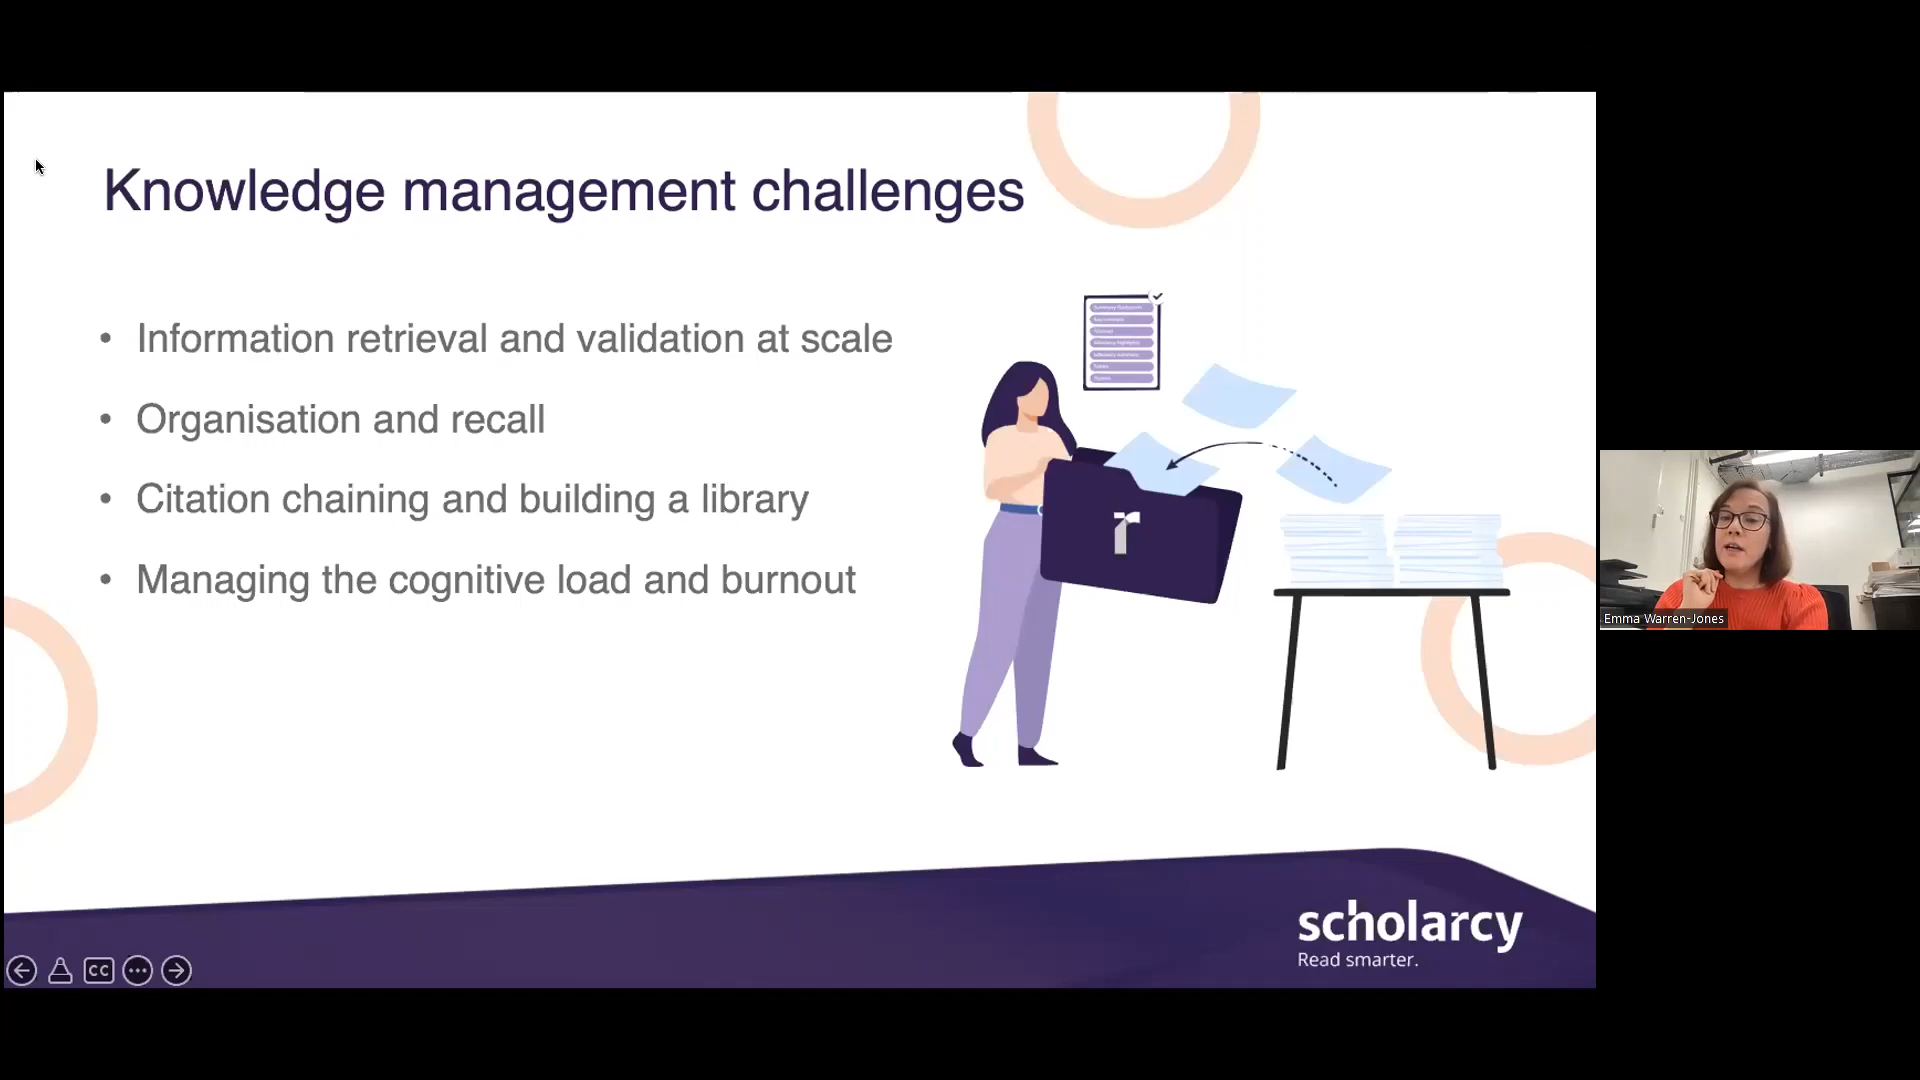 Knowledge management challenges
• Information retrieval and validation at scale
• Organisation and recall
• Citation chaining and building a library
• Managing the cognitive load and burnout
Emma Warren-Jones
scholarcy
Read smarter.
CC